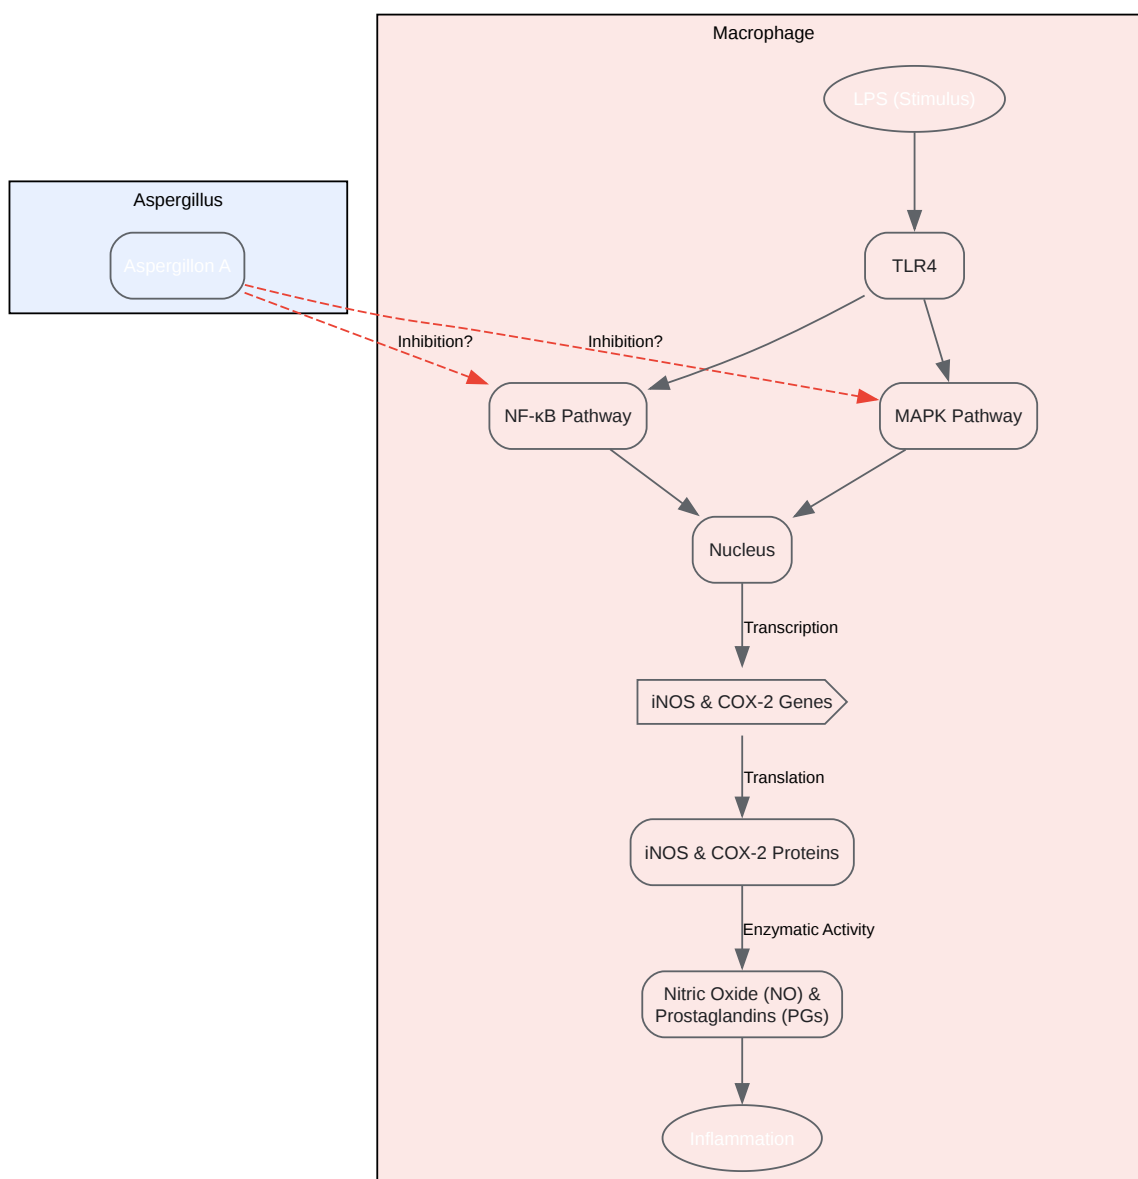 Macrophage
LPS (Stimulus)
Aspergillus
Aspergillon A
TLR4
Inhibition?
Inhibition?
NF-κB Pathway
MAPK Pathway
Nucleus
Transcription
iNOS & COX-2 Genes
Translation
iNOS & COX-2 Proteins
Enzymatic Activity
Nitric Oxide (NO) &
Prostaglandins (PGs)
Inflammation